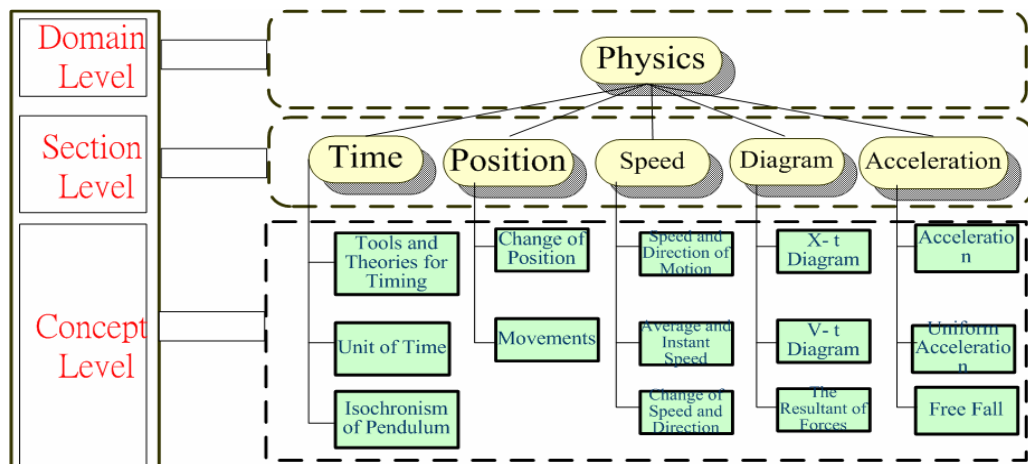 Domain
Level
Physics
Section
Level
Time
Position
Speed
Diagram
Acceleration
Concept
Level
Tools and
Theories for
Timing
Change of
Position
Speed and
Direction of
Motion
X- t
Diagram
Acceleratio
n
Unit of Time
Movements
Average and
Instant
Speed
V- t
Diagram
Uniform
Acceleratio
n
Isochronism
of Pendulum
Change of
Speed and
Direction
The
Resultant of
Forces
Free Fall